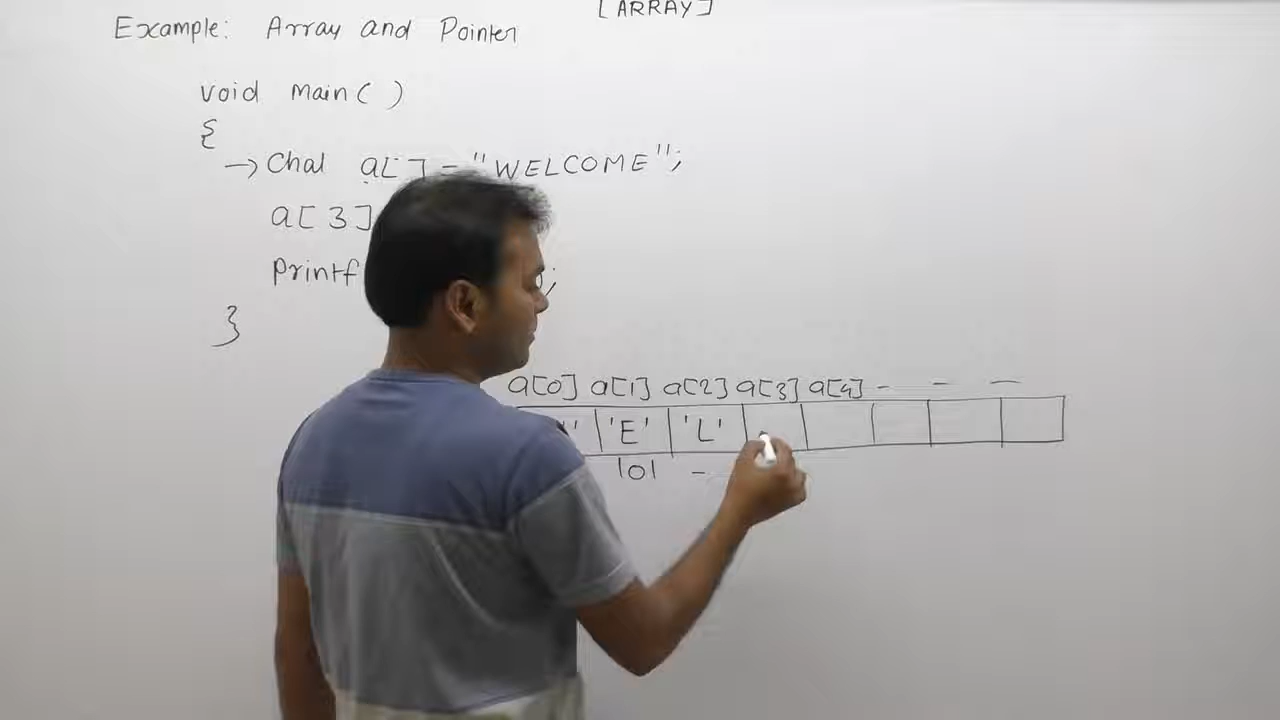 [ARRAY]
Example: Array and Pointer
void main( )
{
→ Char a[ ] = "WELCOME";
a[3]
Printf ;
}
a[0] a[1] a[2] a[3] a[4] - - -
'E' 'L'
101 -